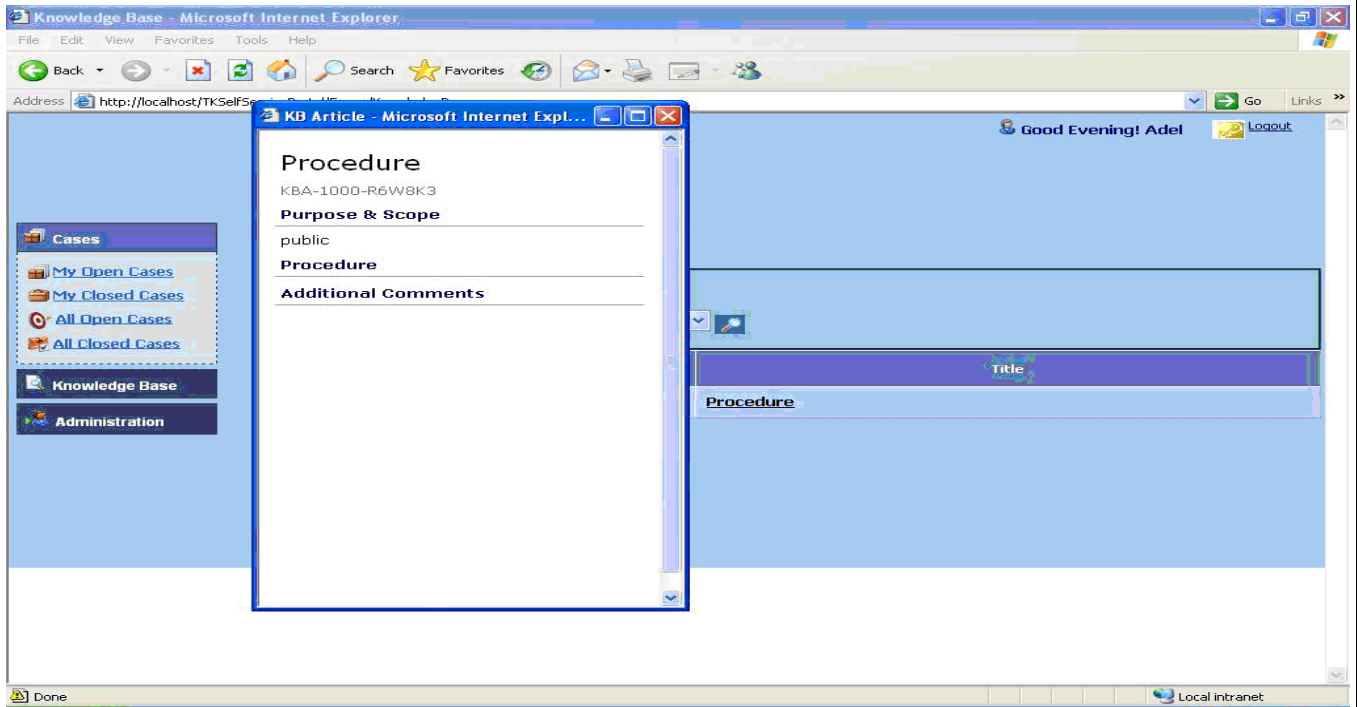 Knowledge Base - Microsoft Internet Explorer
File Edit View Favorites Tools Help
Back Search Favorites
Address http://localhost/TKSelfSe Go Links »
KB Article - Microsoft Internet Expl...
Good Evening! Adel Logout
Procedure
KBA-1000-R6W8K3
Purpose & Scope
public
Procedure
Additional Comments
Cases
My Open Cases
My Closed Cases
All Open Cases
All Closed Cases
Knowledge Base
Administration
Title
Procedure
Done Local intranet